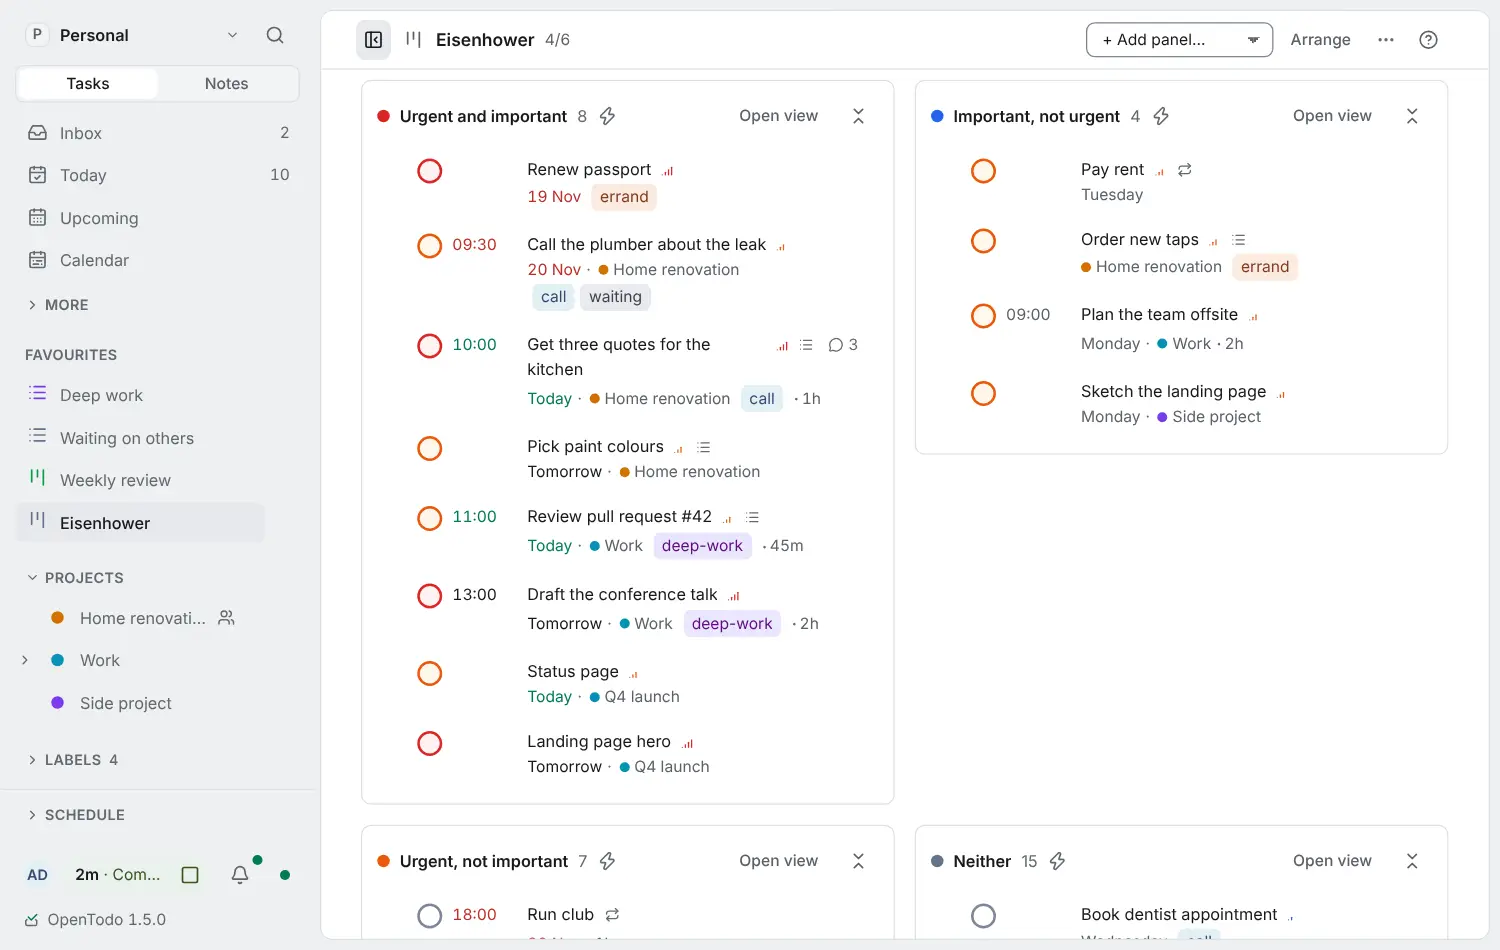 P Personal
Tasks Notes
Inbox 2
Today 10
Upcoming
Calendar
MORE
FAVOURITES
Deep work
Waiting on others
Weekly review
Eisenhower
PROJECTS
Home renovati...
Work
Side project
LABELS 4
SCHEDULE
AD 2m · Com...
OpenTodo 1.5.0
Eisenhower 4/6
+ Add panel...
Arrange
Urgent and important 8 Open view
Renew passport
19 Nov errand
09:30 Call the plumber about the leak
20 Nov · Home renovation
call waiting
10:00 Get three quotes for the 3
kitchen
Today · Home renovation call · 1h
Pick paint colours
Tomorrow · Home renovation
11:00 Review pull request #42
Today · Work deep-work · 45m
13:00 Draft the conference talk
Tomorrow · Work deep-work · 2h
Status page
Today · Q4 launch
Landing page hero
Tomorrow · Q4 launch
Important, not urgent 4 Open view
Pay rent
Tuesday
Order new taps
Home renovation errand
09:00 Plan the team offsite
Monday · Work · 2h
Sketch the landing page
Monday · Side project
Urgent, not important 7 Open view
18:00 Run club
Neither 15 Open view
Book dentist appointment
Wednesday call